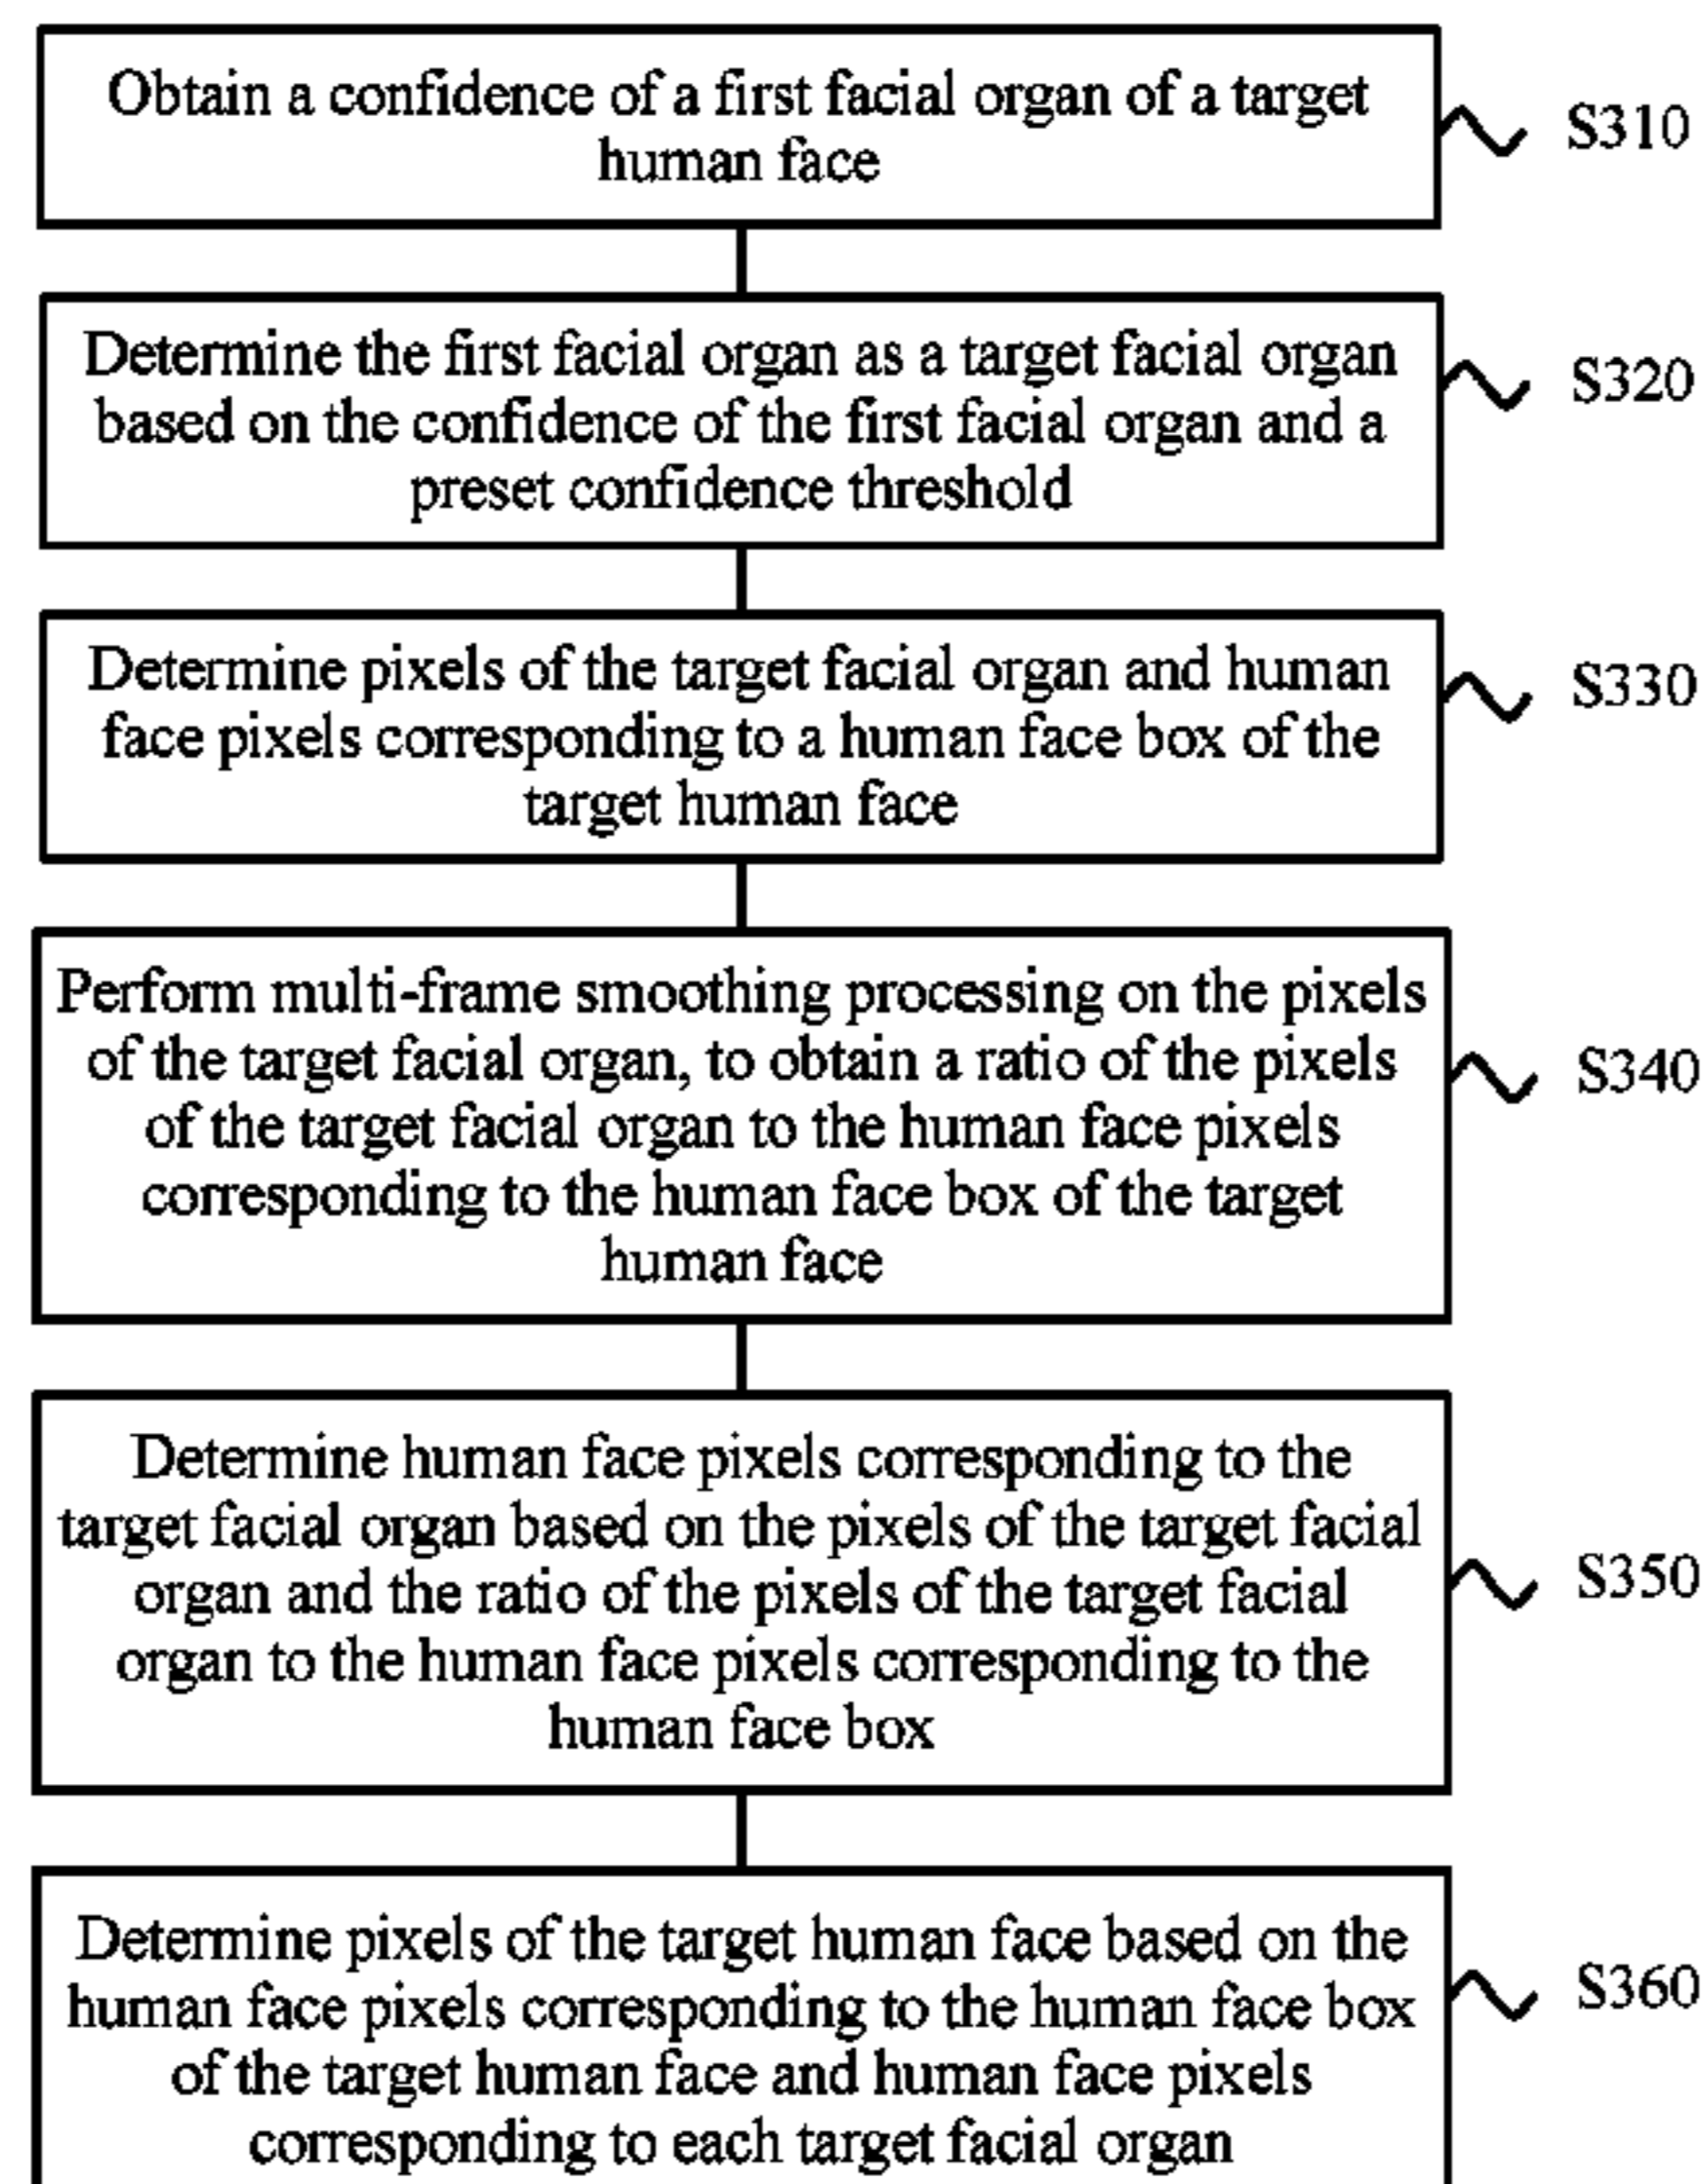 Obtain a confidence of a first facial organ of a target
human face
S310
Determine the first facial organ as a target facial organ
based on the confidence of the first facial organ and a
preset confidence threshold
S320
Determine pixels of the target facial organ and human
face pixels corresponding to a human face box of the
target human face
S330
Perform multi-frame smoothing processing on the pixels
of the target facial organ, to obtain a ratio of the pixels
of the target facial organ to the human face pixels
corresponding to the human face box of the target
human face
S340
Determine human face pixels corresponding to the
target facial organ based on the pixels of the target facial
organ and the ratio of the pixels of the target facial
organ to the human face pixels corresponding to the
human face box
S350
Determine pixels of the target human face based on the
human face pixels corresponding to the human face box
of the target human face and human face pixels
corresponding to each target facial organ
S360